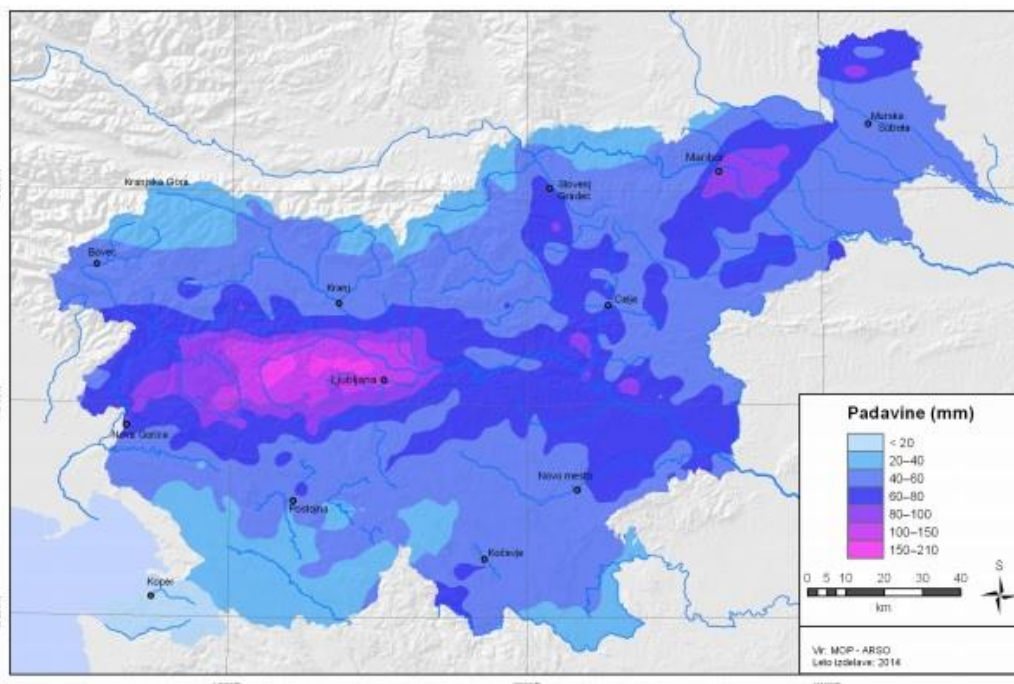 Murska
Sobota
Maribor
Kranjska Gora
Slovenj
Gradec
Bovec
Kranj
Celje
Ljubljana
Nova Gorica
Novo mesto
Postojna
Kočevje
Koper
Padavine (mm)
< 20
20–40
40–60
60–80
80–100
100–150
150–210
S
0 5 10 20 30 40
km
Vir: MOP - ARSO
Leto izdelave: 2014